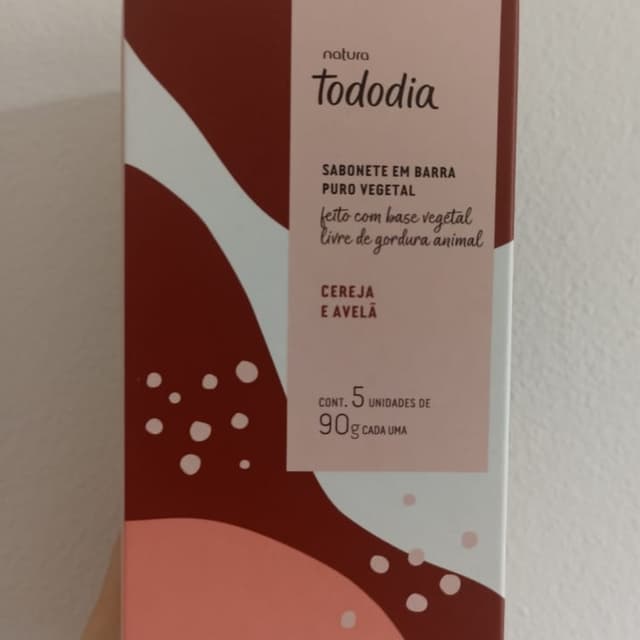 natura
Tododia
SABONETE EM BARRA
PURO VEGETAL
feito com base vegetal
livre de gordura animal
CEREJA
E AVELÃ
CONT. 5 UNIDADES DE
90g CADA UMA